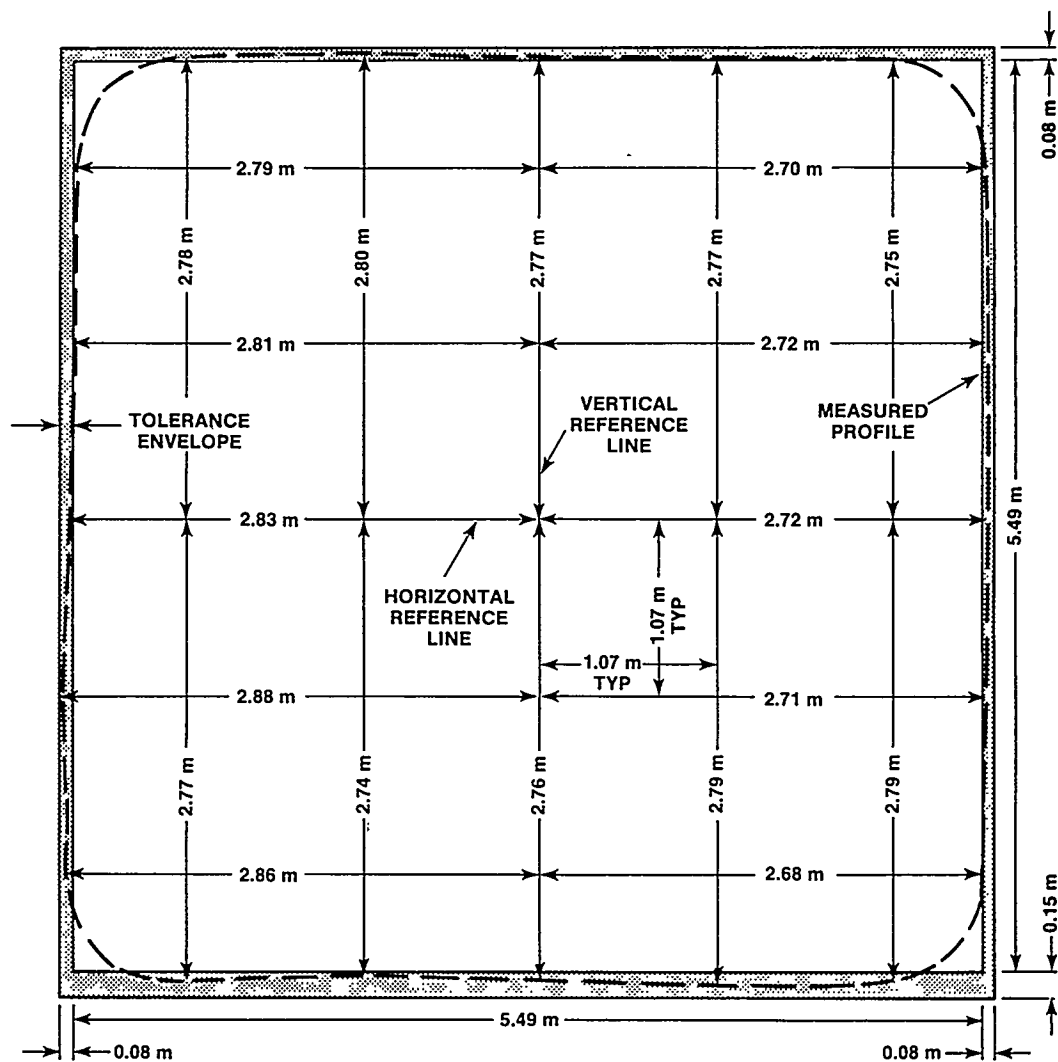 0.08 m
2.79 m
2.70 m
2.78 m
2.80 m
2.77 m
2.77 m
2.75 m
2.81 m
2.72 m
TOLERANCE
ENVELOPE
VERTICAL
REFERENCE
LINE
MEASURED
PROFILE
5.49 m
2.83 m
2.72 m
HORIZONTAL
REFERENCE
LINE
1.07 m
TYP
1.07 m
TYP
2.88 m
2.71 m
2.77 m
2.74 m
2.76 m
2.79 m
2.79 m
2.86 m
2.68 m
0.15 m
5.49 m
0.08 m
0.08 m